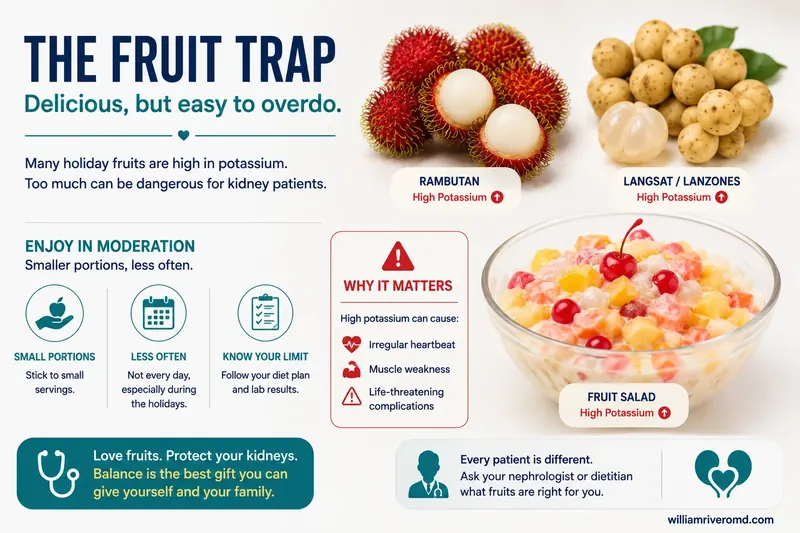 THE FRUIT TRAP
Delicious, but easy to overdo.
Many holiday fruits are high in potassium.
Too much can be dangerous for kidney patients.
RAMBUTAN
High Potassium
LANGSAT / LANZONES
High Potassium
ENJOY IN MODERATION
Smaller portions, less often.
SMALL PORTIONS
Stick to small
servings.
LESS OFTEN
Not every day,
especially during
the holidays.
KNOW YOUR LIMIT
Follow your diet plan
and lab results.
WHY IT MATTERS
High potassium can cause:
Irregular heartbeat
Muscle weakness
Life-threatening
complications
FRUIT SALAD
High Potassium
Love fruits. Protect your kidneys.
Balance is the best gift you can
give yourself and your family.
Every patient is different.
Ask your nephrologist or dietitian
what fruits are right for you.
williamriveromd.com